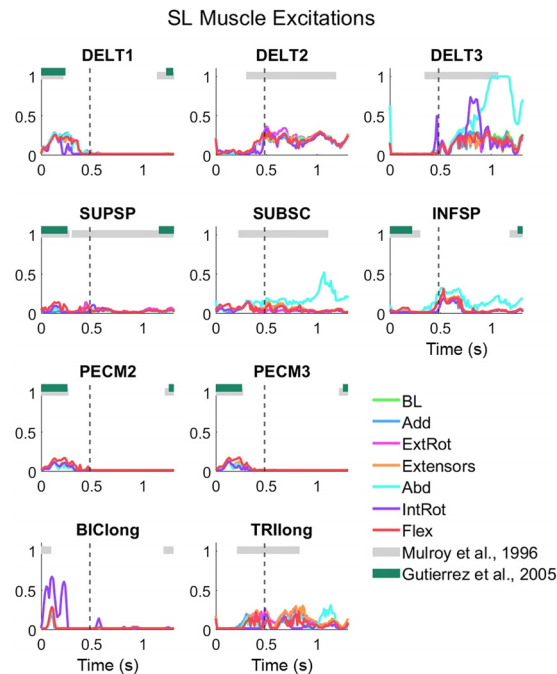 SL Muscle Excitations
DELT1 DELT2 DELT3
1 1 1
0.5 0.5 0.5
0 0 0
0 0.5 1 0 0.5 1 0 0.5 1
SUPSP SUBSC INFSP
1 1 1
0.5 0.5 0.5
0 0 0
0 0.5 1 0 0.5 1 0 0.5 1
Time (s)
PECM2 PECM3
1 1
0.5 0.5
0 0
0 0.5 1 0 0.5 1
BIClong TRIlong
1 1
0.5 0.5
0 0
0 0.5 1 0 0.5 1
Time (s) Time (s)
BL
Add
ExtRot
Extensors
Abd
IntRot
Flex
Mulroy et al., 1996
Gutierrez et al., 2005